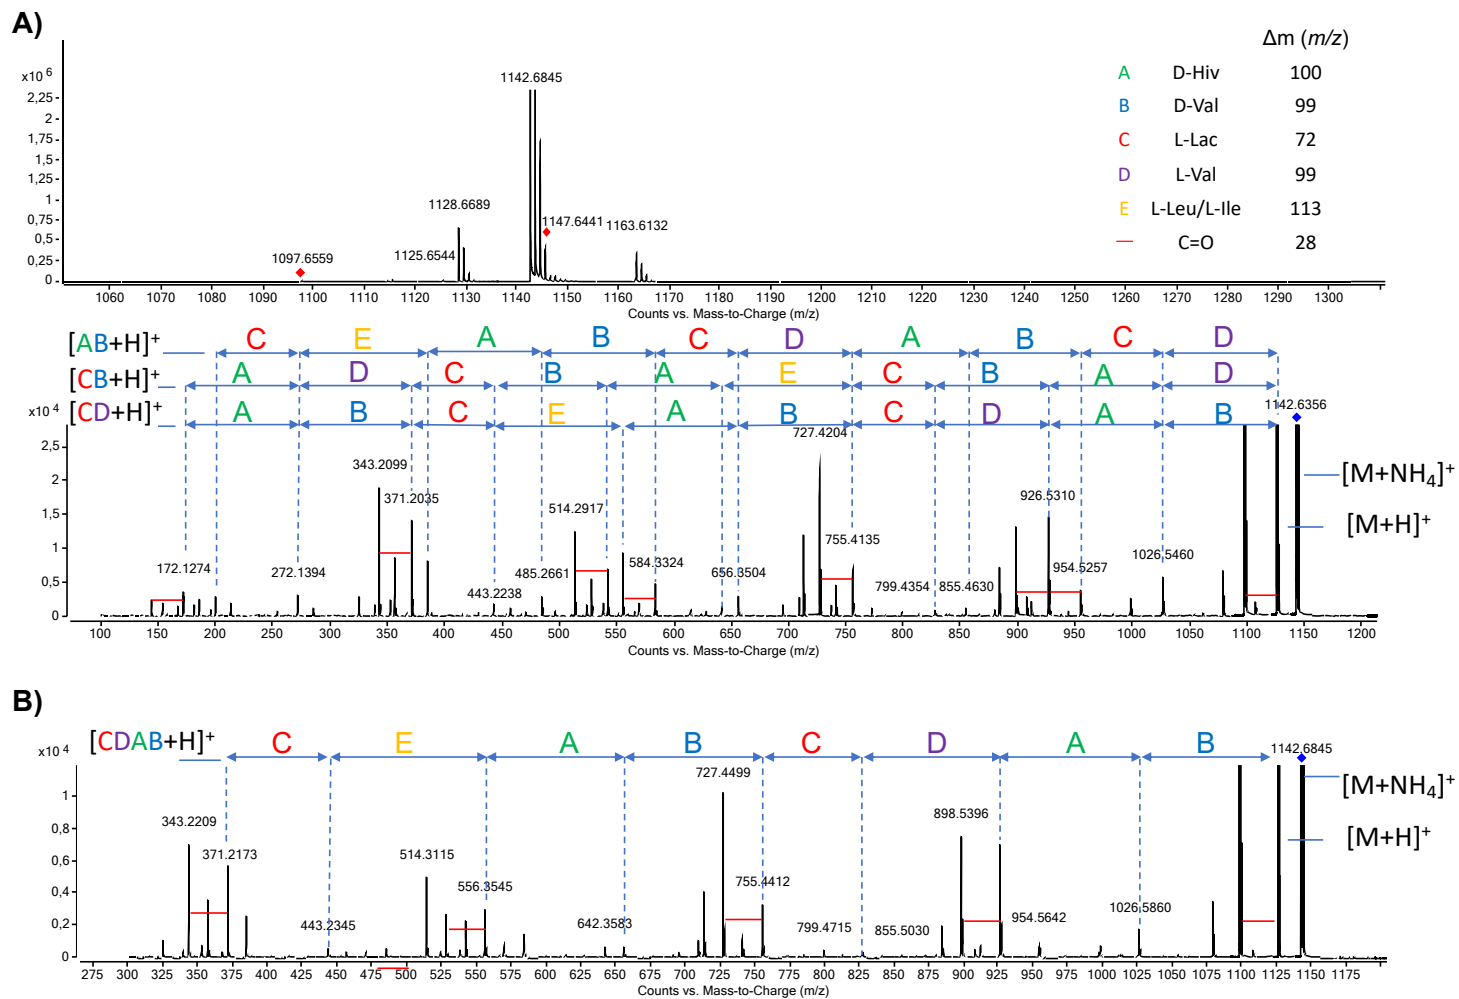 A)
Δm (m/z)
A D-Hiv 100
B D-Val 99
C L-Lac 72
D L-Val 99
E L-Leu/L-Ile 113
— C=O 28
x10 6
2,25
2
1,75
1,5
1,25
1
0,75
0,5
0,25
0
1097.6559
1125.6544
1128.6689
1142.6845
1147.6441
1163.6132
1060 1070 1080 1090 1100 1110 1120 1130 1140 1150 1160 1170 1180 1190 1200 1210 1220 1230 1240 1250 1260 1270 1280 1290 1300
Counts vs. Mass-to-Charge (m/z)
[AB+H]+ C E A B C D A B C D
[CB+H]+ A D C B A E C B A D
[CD+H]+ A B C E A B C D A B
x10 4
2,5
2
1,5
1
0,5
0
172.1274
272.1394
343.2099
371.2035
443.2238
485.2661
514.2917
584.3324
656.3504
727.4204
755.4135
799.4354
855.4630
926.5310
954.5257
1026.5460
1142.6356
[M+NH4]+
[M+H]+
100 150 200 250 300 350 400 450 500 550 600 650 700 750 800 850 900 950 1000 1050 1100 1150 1200
Counts vs. Mass-to-Charge (m/z)
B)
[CDAB+H]+ C E A B C D A B
x10 4
1
0,8
0,6
0,4
0,2
0
343.2209
371.2173
443.2345
514.3115
556.3545
642.3583
727.4499
755.4412
799.4715
855.5030
898.5396
954.5642
1026.5860
1142.6845
[M+NH4]+
[M+H]+
275 300 325 350 375 400 425 450 475 500 525 550 575 600 625 650 675 700 725 750 775 800 825 850 875 900 925 950 975 1000 1025 1050 1075 1100 1125 1150 1175
Counts vs. Mass-to-Charge (m/z)